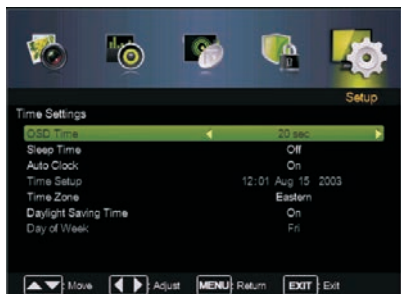 Setup
Time Settings
OSD Time 20 sec
Sleep Time Off
Auto Clock On
Time Setup 12:01 Aug 15 2003
Time Zone Eastern
Daylight Saving Time On
Day of Week Fri
: Move : Adjust MENU : Return EXIT : Exit